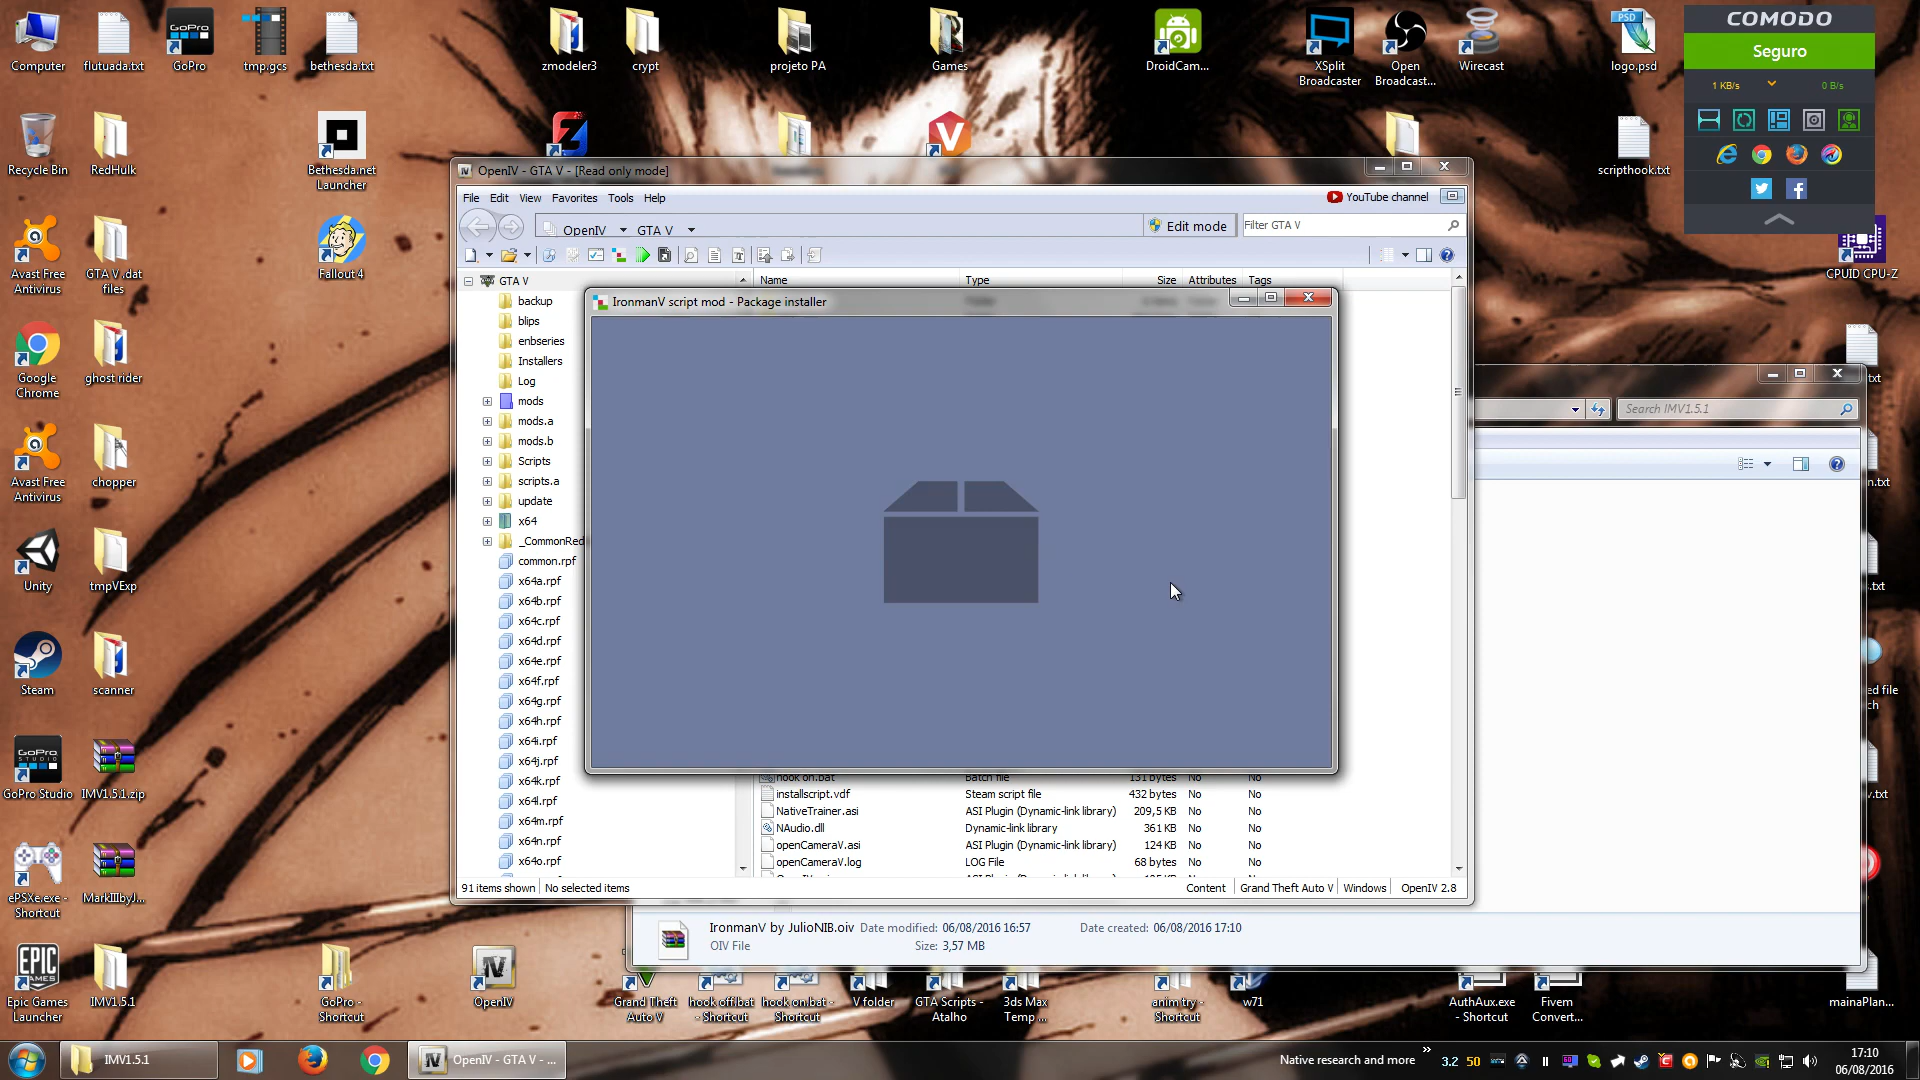 Computer
flutuada.txt
GoPro
tmp.gcs
bethesda.txt
zmodeler3
crypt
projeto PA
Games
DroidCam...
XSplit
Broadcaster
Open
Broadcast...
Wirecast
logo.psd
COMODO
Seguro
1 KB/s
0 B/s
Recycle Bin
RedHulk
Bethesda.net
Launcher
scripthook.txt
Avast Free
Antivirus
GTA V .dat
files
Fallout 4
CPUID CPU-Z
Google
Chrome
ghost rider
Avast Free
Antivirus
chopper
Unity
tmpVExp
Steam
scanner
GoPro Studio
IMV1.5.1.zip
ePSXe.exe -
Shortcut
MarkIIIbyJ...
Epic Games
Launcher
IMV1.5.1
GoPro -
Shortcut
OpenIV
Grand Theft
Auto V
hook off.bat
- Shortcut
hook on.bat -
Shortcut
V folder
GTA Scripts -
Atalho
3ds Max
Temp ...
anim try -
Shortcut
w71
AuthAux.exe
- Shortcut
Fivem
Convert...
mainaPlan...
OpenIV - GTA V - [Read only mode]
File Edit View Favorites Tools Help
YouTube channel
OpenIV GTA V
Edit mode
Filter GTA V
GTA V
Name Type Size Attributes Tags
backup
blips
enbseries
Installers
Log
mods
mods.a
mods.b
Scripts
scripts.a
update
x64
_CommonRed
common.rpf
x64a.rpf
x64b.rpf
x64c.rpf
x64d.rpf
x64e.rpf
x64f.rpf
x64g.rpf
x64h.rpf
x64i.rpf
x64j.rpf
x64k.rpf
x64l.rpf
x64m.rpf
x64n.rpf
x64o.rpf
IronmanV script mod - Package installer
hook on.bat Batch file 131 bytes No No
installscript.vdf Steam script file 432 bytes No No
NativeTrainer.asi ASI Plugin (Dynamic-link library) 209,5 KB No No
NAudio.dll Dynamic-link library 361 KB No No
openCameraV.asi ASI Plugin (Dynamic-link library) 124 KB No No
openCameraV.log LOG File 68 bytes No No
91 items shown No selected items
Content Grand Theft Auto V Windows OpenIV 2.8
Search IMV1.5.1
IronmanV by JulioNIB.oiv Date modified: 06/08/2016 16:57 Date created: 06/08/2016 17:10
OIV File Size: 3,57 MB
IMV1.5.1
OpenIV - GTA V - ...
Native research and more
3.2 50
17:10
06/08/2016